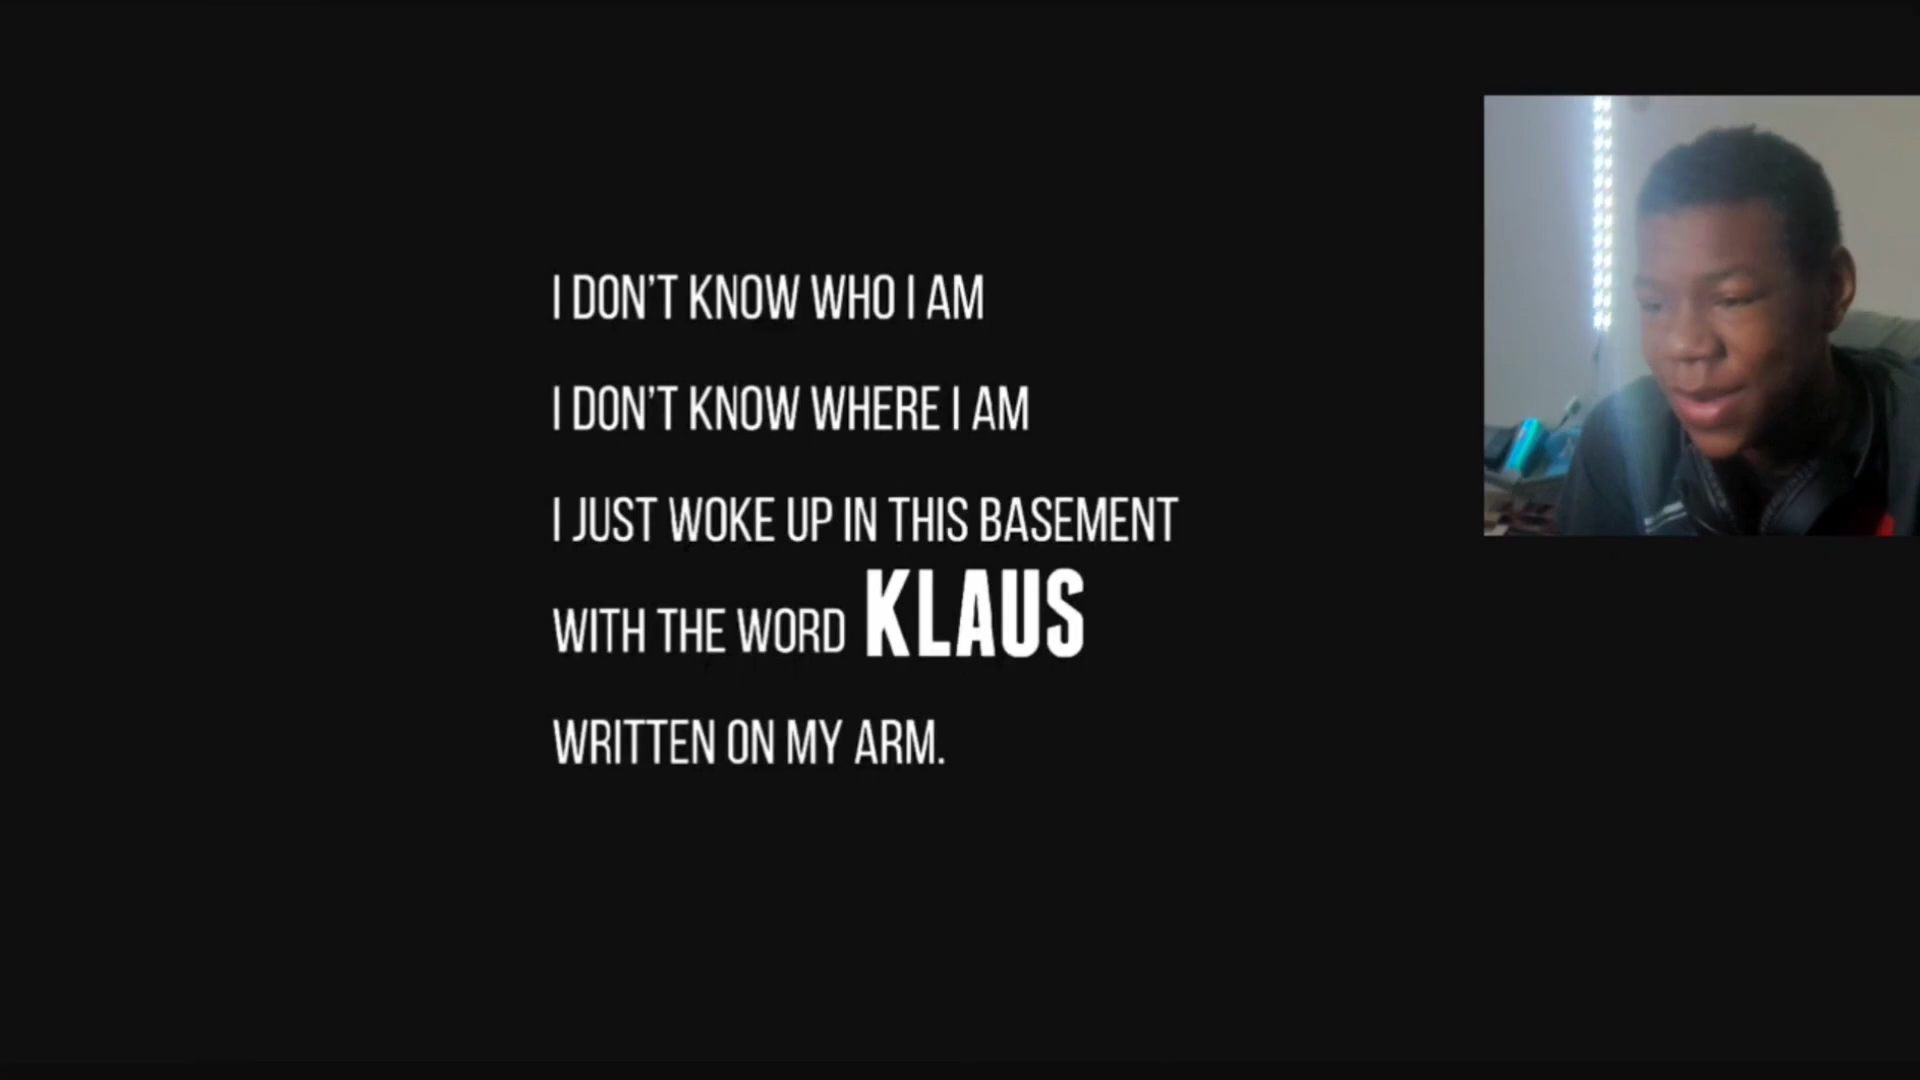 I DON'T KNOW WHO I AM
I DON'T KNOW WHERE I AM
I JUST WOKE UP IN THIS BASEMENT
WITH THE WORD KLAUS
WRITTEN ON MY ARM.